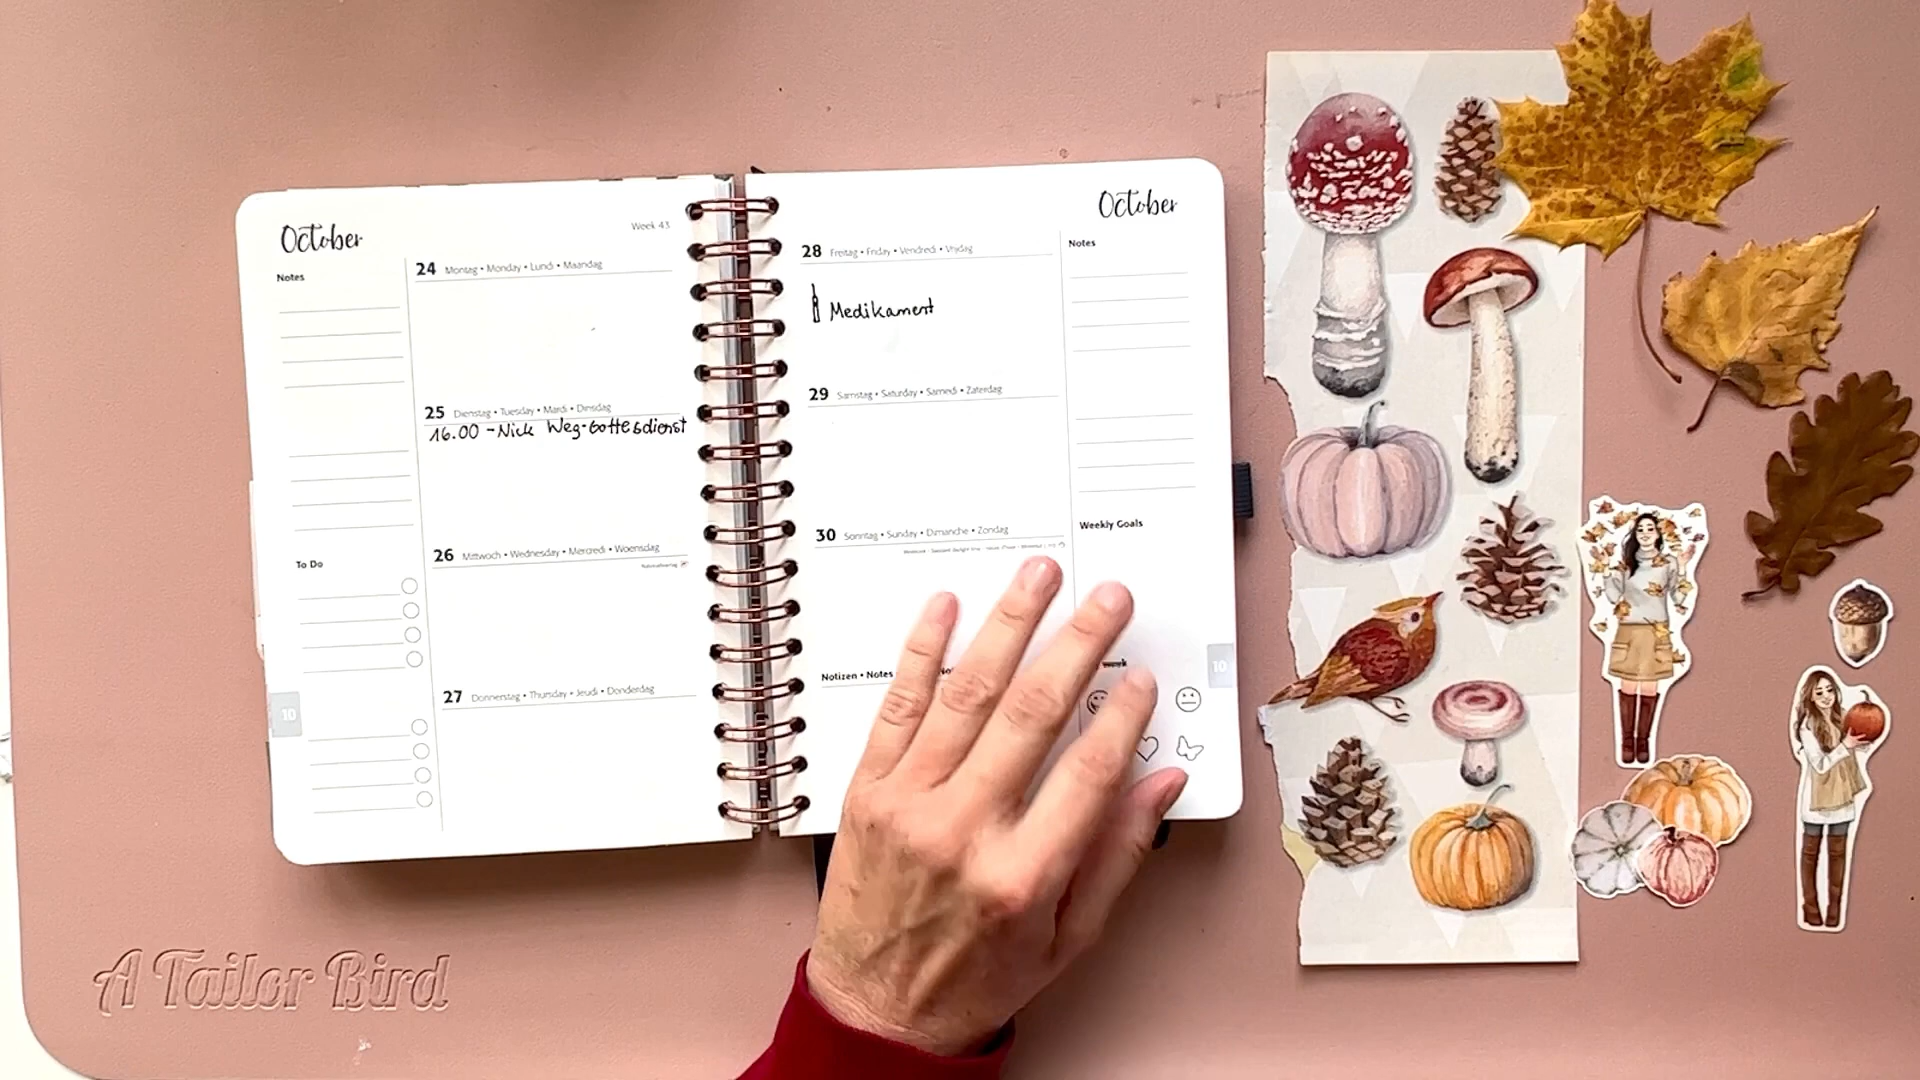 October
Week 43
Notes
24 Montag • Monday • Lundi • Maandag
25 Dienstag • Tuesday • Mardi • Dinsdag
16.00 - Nick Weg-Gottesdienst
26 Mittwoch • Wednesday • Mercredi • Woensdag
To Do
27 Donnerstag • Thursday • Jeudi • Donderdag
10
October
28 Freitag • Friday • Vendredi • Vrijdag
Notes
Medikament
29 Samstag • Saturday • Samedi • Zaterdag
30 Sonntag • Sunday • Dimanche • Zondag
Weekly Goals
Notizen • Notes
week
10
A Tailor Bird